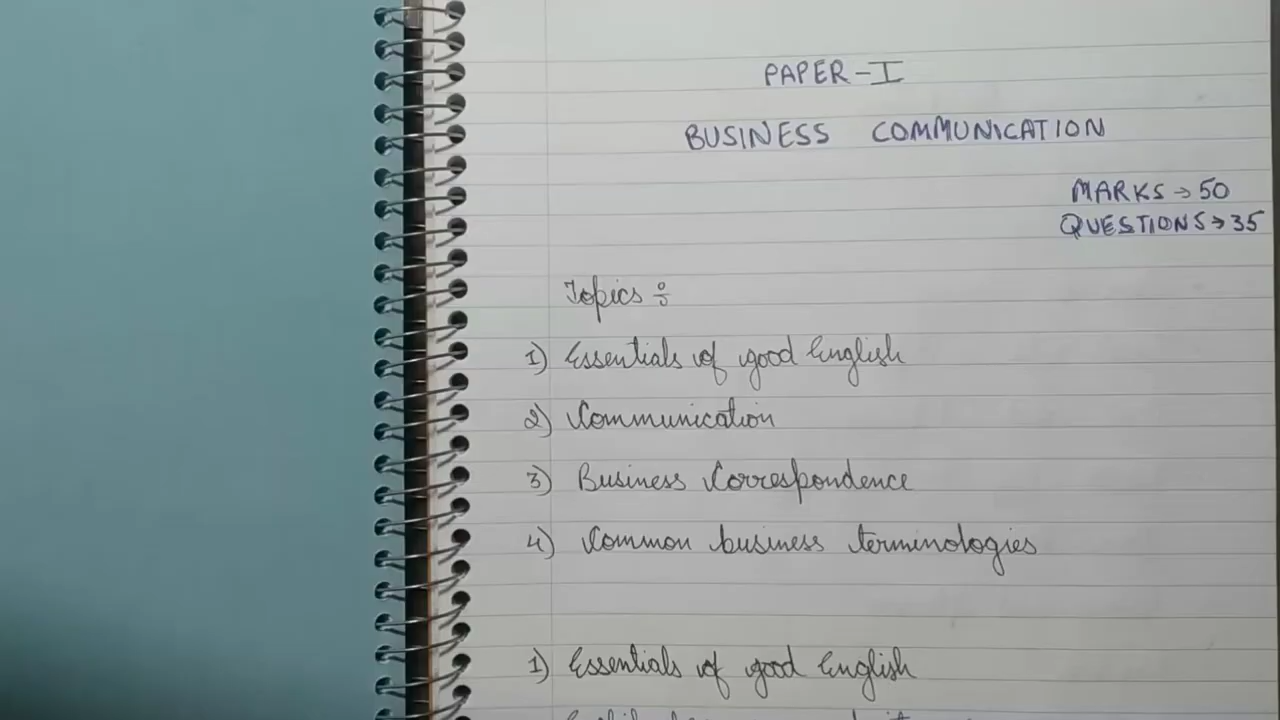 PAPER-I
BUSINESS COMMUNICATION
MARKS → 50
QUESTIONS → 35
Topics :-
1) Essentials of good English
2) Communication
3) Business Correspondence
4) Common business terminologies
1) Essentials of good English